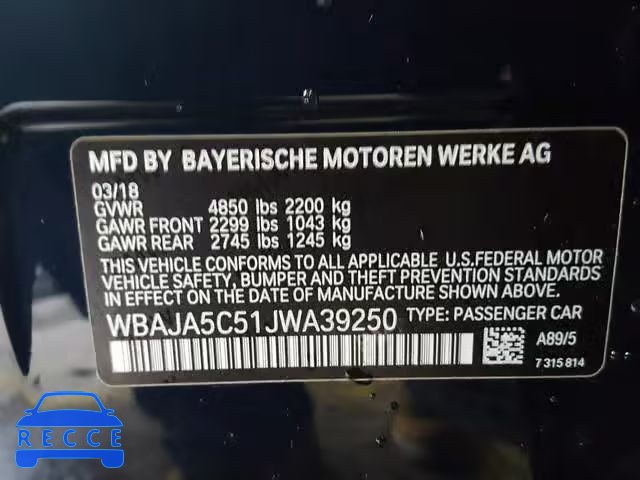 MFD BY BAYERISCHE MOTOREN WERKE AG
03/18
GVWR 4850 lbs 2200 kg
GAWR FRONT 2299 lbs 1043 kg
GAWR REAR 2745 lbs 1245 kg
THIS VEHICLE CONFORMS TO ALL APPLICABLE U.S.FEDERAL MOTOR
VEHICLE SAFETY, BUMPER AND THEFT PREVENTION STANDARDS
IN EFFECT ON THE DATE OF MANUFACTURE SHOWN ABOVE.
WBAJA5C51JWA39250 TYPE: PASSENGER CAR
A89/5
7 315 814
RECCE